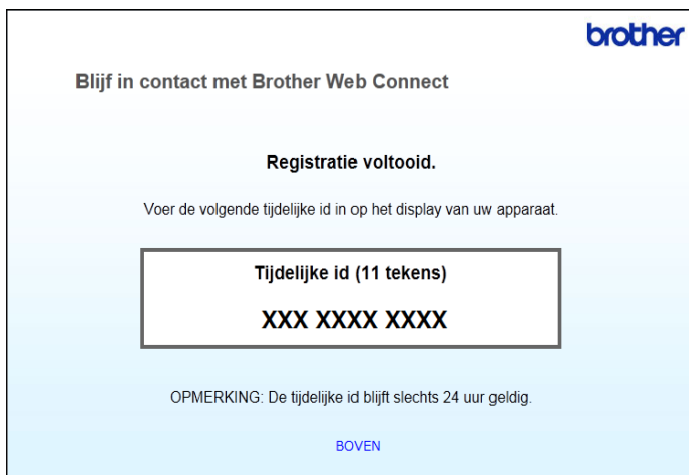 brother
Blijf in contact met Brother Web Connect
Registratie voltooid.
Voer de volgende tijdelijke id in op het display van uw apparaat.
Tijdelijke id (11 tekens)
XXX XXXX XXXX
OPMERKING: De tijdelijke id blijft slechts 24 uur geldig.
BOVEN